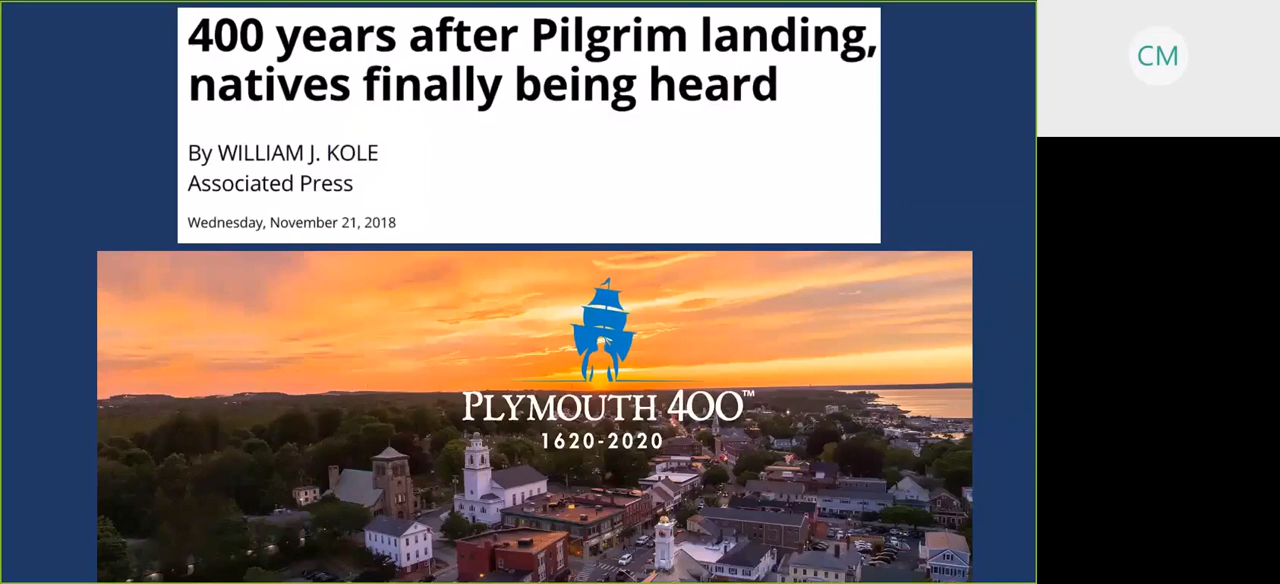 400 years after Pilgrim landing,
natives finally being heard
By WILLIAM J. KOLE
Associated Press
Wednesday, November 21, 2018
PLYMOUTH 400™
1620-2020
CM